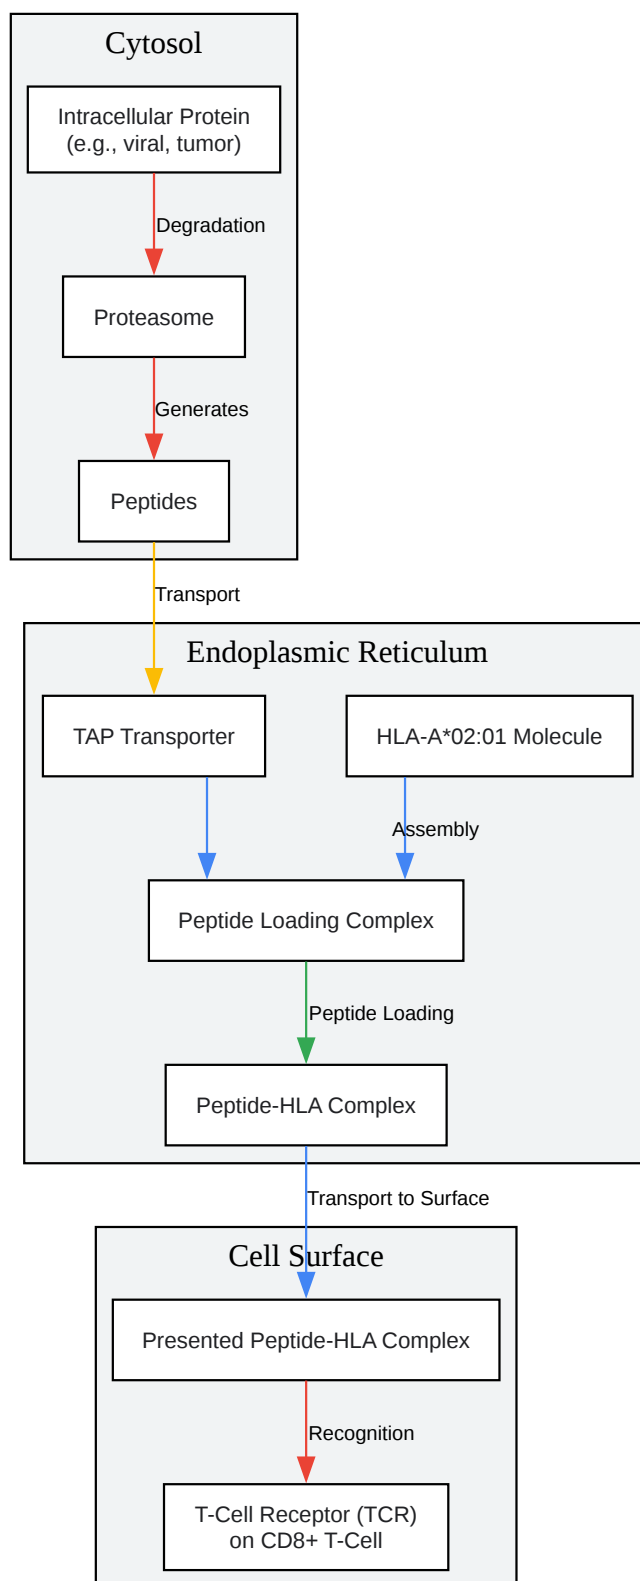 Cytosol
Intracellular Protein
(e.g., viral, tumor)
Degradation
Proteasome
Generates
Peptides
Transport
Endoplasmic Reticulum
TAP Transporter
HLA-A*02:01 Molecule
Assembly
Peptide Loading Complex
Peptide Loading
Peptide-HLA Complex
Transport to Surface
Cell Surface
Presented Peptide-HLA Complex
Recognition
T-Cell Receptor (TCR)
on CD8+ T-Cell